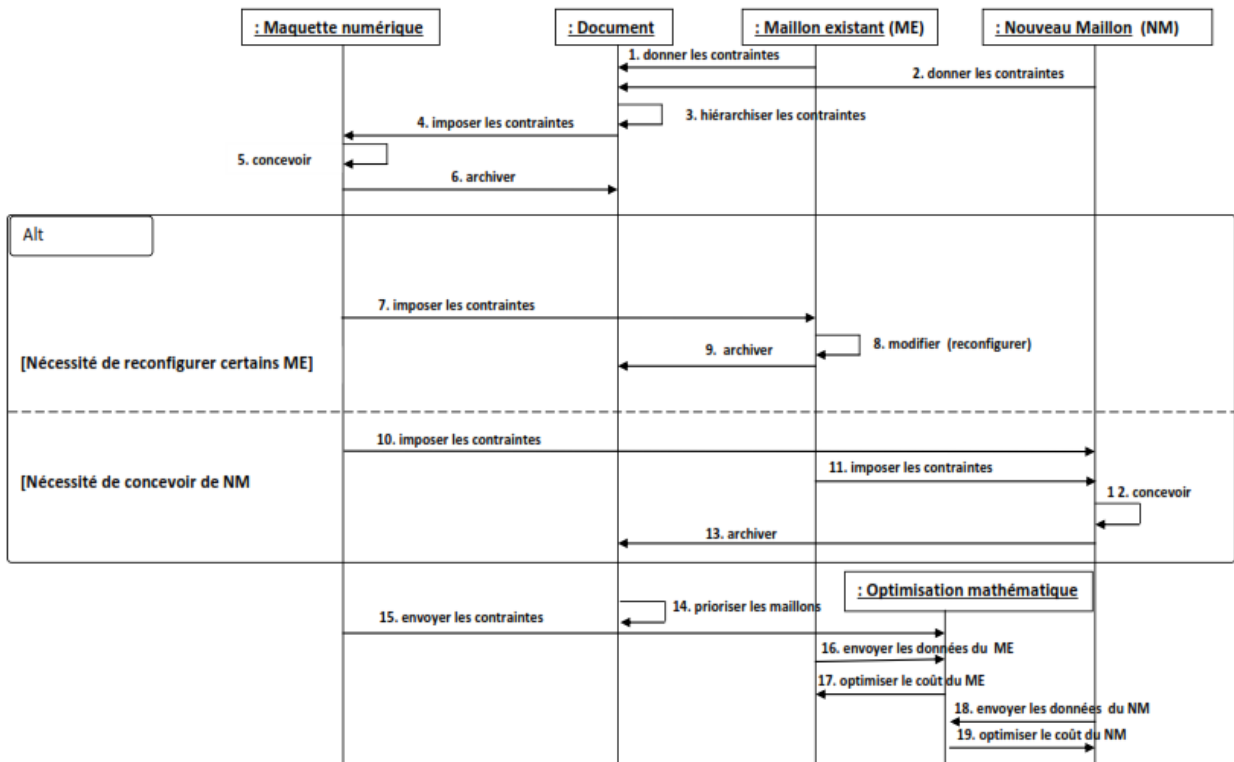 : Maquette numérique
: Document
: Maillon existant (ME)
: Nouveau Maillon (NM)
1. donner les contraintes
2. donner les contraintes
3. hiérarchiser les contraintes
4. imposer les contraintes
5. concevoir
6. archiver
Alt
7. imposer les contraintes
8. modifier (reconfigurer)
9. archiver
[Nécessité de reconfigurer certains ME]
10. imposer les contraintes
11. imposer les contraintes
[Nécessité de concevoir de NM
1 2. concevoir
13. archiver
: Optimisation mathématique
14. prioriser les maillons
15. envoyer les contraintes
16. envoyer les données du ME
17. optimiser le coût du ME
18. envoyer les données du NM
19. optimiser le coût du NM